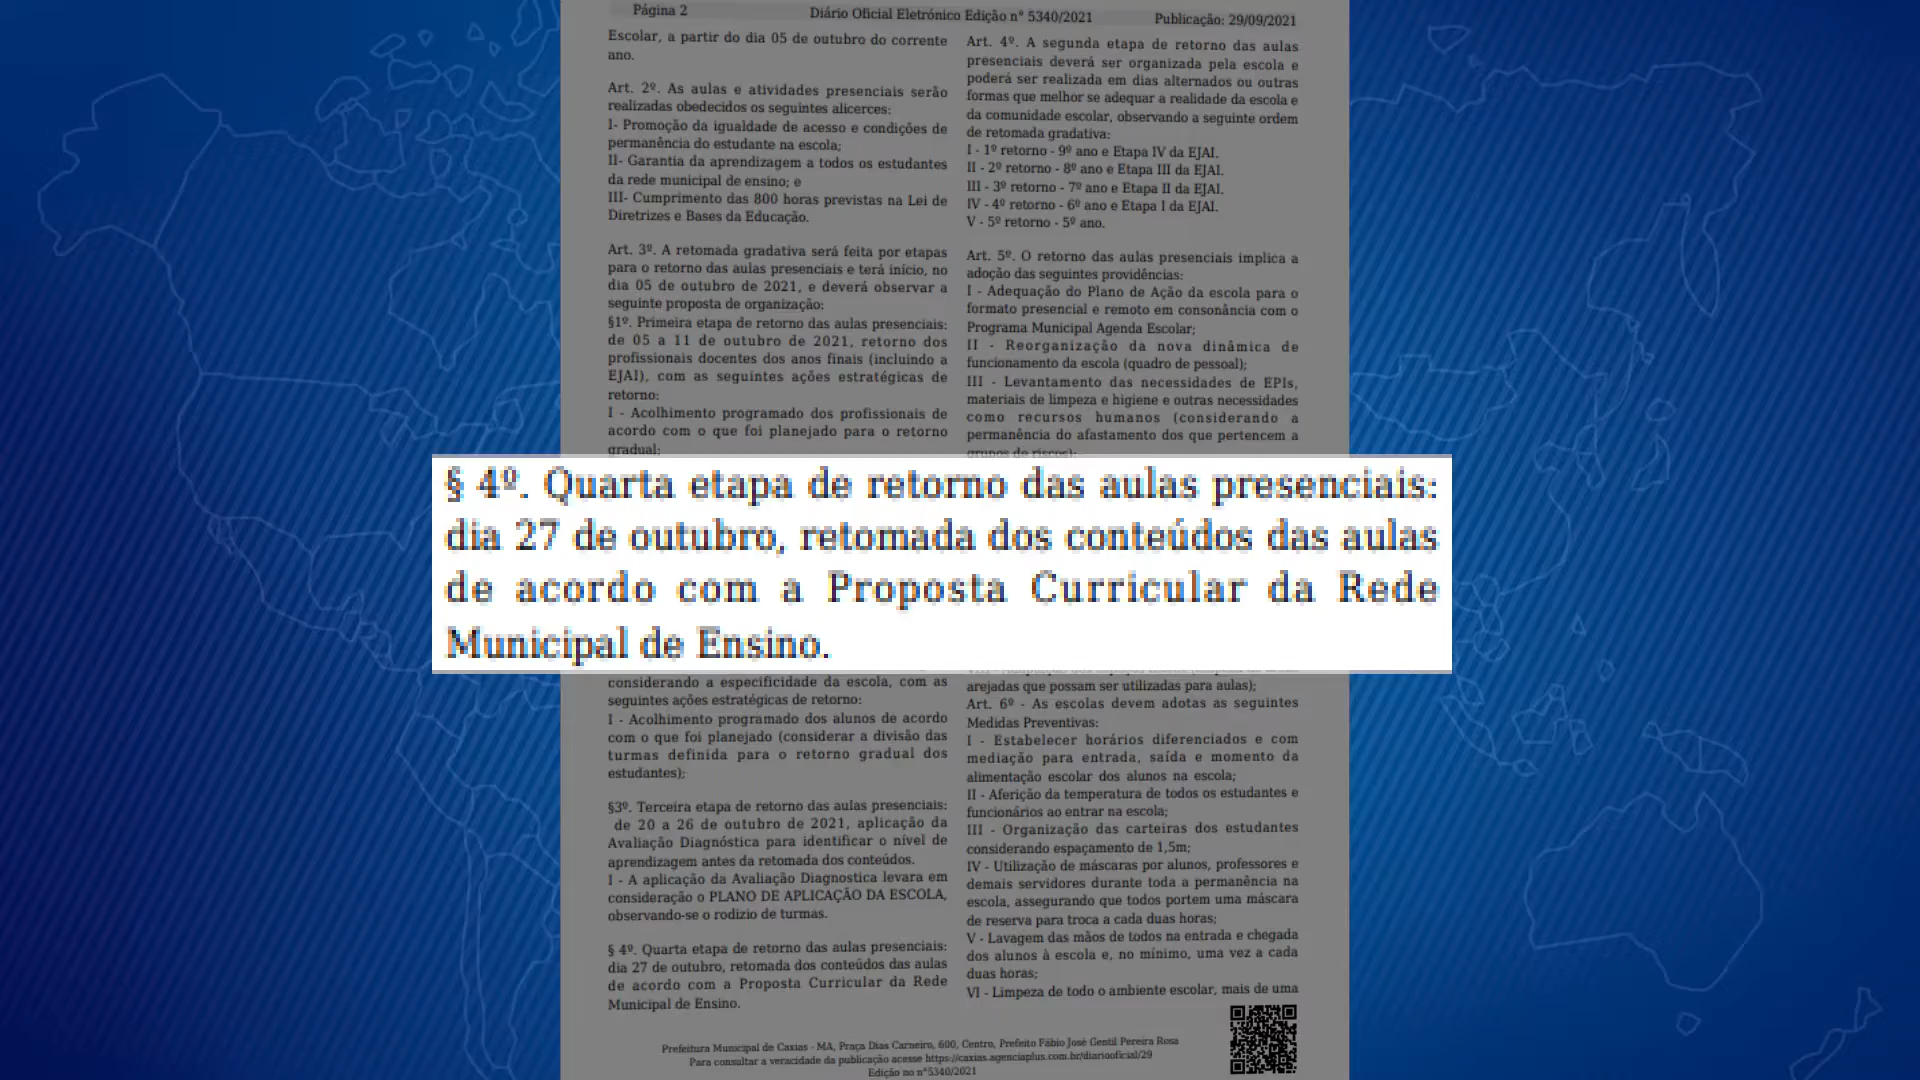 Página 2
Diário Oficial Eletrónico Edição n° 5340/2021
Publicação: 29/09/2021
Escolar, a partir do dia 05 de outubro do corrente
ano.
Art. 2º. As aulas e atividades presenciais serão
realizadas obedecidos os seguintes alicerces:
I- Promoção da igualdade de acesso e condições de
permanência do estudante na escola;
II- Garantia da aprendizagem a todos os estudantes
da rede municipal de ensino; e
III- Cumprimento das 800 horas previstas na Lei de
Diretrizes e Bases da Educação.
Art. 3º. A retomada gradativa será feita por etapas
para o retorno das aulas presenciais e terá início, no
dia 05 de outubro de 2021, e deverá observar a
seguinte proposta de organização:
§1º. Primeira etapa de retorno das aulas presenciais:
de 05 a 11 de outubro de 2021, retorno dos
profissionais docentes dos anos finais (incluindo a
EJAI), com as seguintes ações estratégicas de
retorno:
I - Acolhimento programado dos profissionais de
acordo com o que foi planejado para o retorno
gradual;
§ 4º. Quarta etapa de retorno das aulas presenciais:
dia 27 de outubro, retomada dos conteúdos das aulas
de acordo com a Proposta Curricular da Rede
Municipal de Ensino.
considerando a especificidade da escola, com as
seguintes ações estratégicas de retorno:
I - Acolhimento programado dos alunos de acordo
com o que foi planejado (considerar a divisão das
turmas definida para o retorno gradual dos
estudantes);
§3º. Terceira etapa de retorno das aulas presenciais:
de 20 a 26 de outubro de 2021, aplicação da
Avaliação Diagnóstica para identificar o nível de
aprendizagem antes da retomada dos conteúdos.
I - A aplicação da Avaliação Diagnostica levara em
consideração o PLANO DE APLICAÇÃO DA ESCOLA,
observando-se o rodizio de turmas.
§ 4º. Quarta etapa de retorno das aulas presenciais:
dia 27 de outubro, retomada dos conteúdos das aulas
de acordo com a Proposta Curricular da Rede
Municipal de Ensino.
Art. 4º. A segunda etapa de retorno das aulas
presenciais deverá ser organizada pela escola e
poderá ser realizada em dias alternados ou outras
formas que melhor se adequar a realidade da escola e
da comunidade escolar, observando a seguinte ordem
de retomada gradativa:
I - 1º retorno - 9º ano e Etapa IV da EJAI.
II - 2º retorno - 8º ano e Etapa III da EJAI.
III - 3º retorno - 7º ano e Etapa II da EJAI.
IV - 4º retorno - 6º ano e Etapa I da EJAI.
V - 5º retorno - 5º ano.
Art. 5º. O retorno das aulas presenciais implica a
adoção das seguintes providências:
I - Adequação do Plano de Ação da escola para o
formato presencial e remoto em consonância com o
Programa Municipal Agenda Escolar;
II - Reorganização da nova dinâmica de
funcionamento da escola (quadro de pessoal);
III - Levantamento das necessidades de EPIs,
materiais de limpeza e higiene e outras necessidades
como recursos humanos (considerando a
permanência do afastamento dos que pertencem a
grupos de riscos);
arejadas que possam ser utilizadas para aulas);
Art. 6º - As escolas devem adotas as seguintes
Medidas Preventivas:
I - Estabelecer horários diferenciados e com
mediação para entrada, saída e momento da
alimentação escolar dos alunos na escola;
II - Aferição da temperatura de todos os estudantes e
funcionários ao entrar na escola;
III - Organização das carteiras dos estudantes
considerando espaçamento de 1,5m;
IV - Utilização de máscaras por alunos, professores e
demais servidores durante toda a permanência na
escola, assegurando que todos portem uma máscara
de reserva para troca a cada duas horas;
V - Lavagem das mãos de todos na entrada e chegada
dos alunos à escola e, no mínimo, uma vez a cada
duas horas;
VI - Limpeza de todo o ambiente escolar, mais de uma
Prefeitura Municipal de Caxias - MA, Praça Dias Carneiro, 600, Centro, Prefeito Fábio José Gentil Pereira Rosa
Para consultar a veracidade da publicação acesse https://caxias.agenciaplus.com.br/diariooficial/29
Edição no n°5340/2021